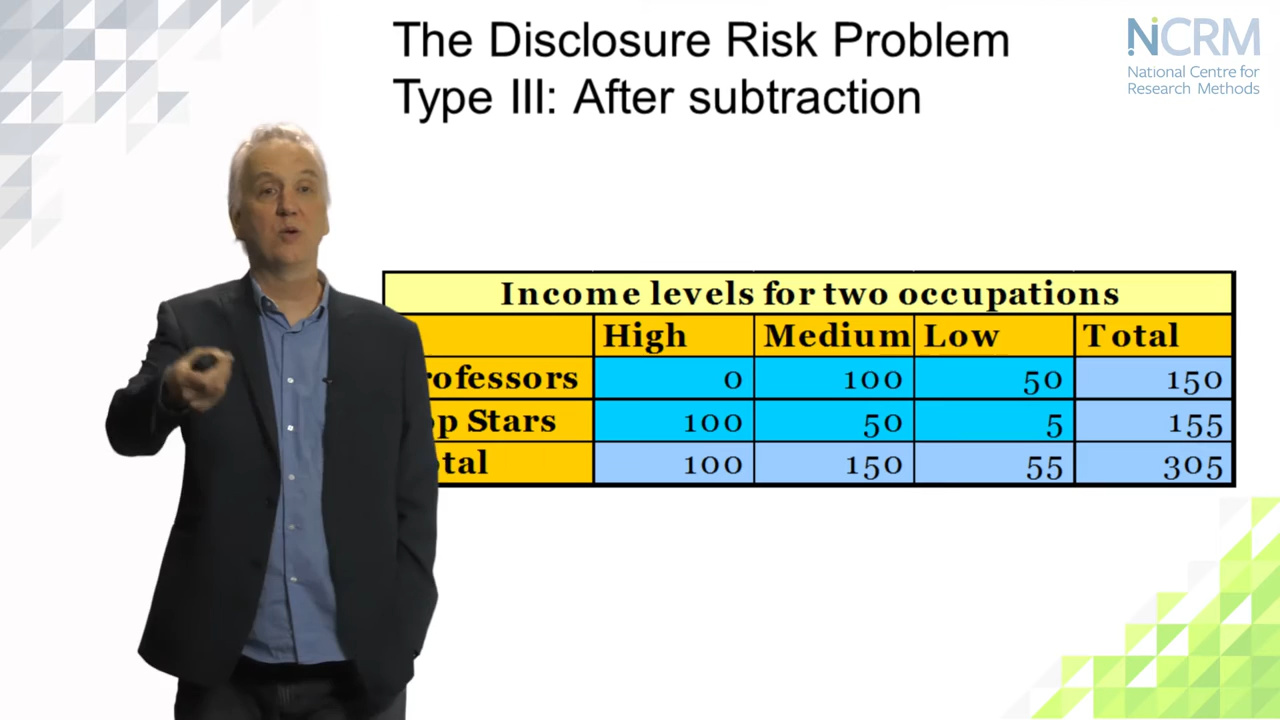 The Disclosure Risk Problem
Type III: After subtraction
NCRM
National Centre for
Research Methods
Income levels for two occupations
High Medium Low Total
rofessors 0 100 50 150
p Stars 100 50 5 155
tal 100 150 55 305